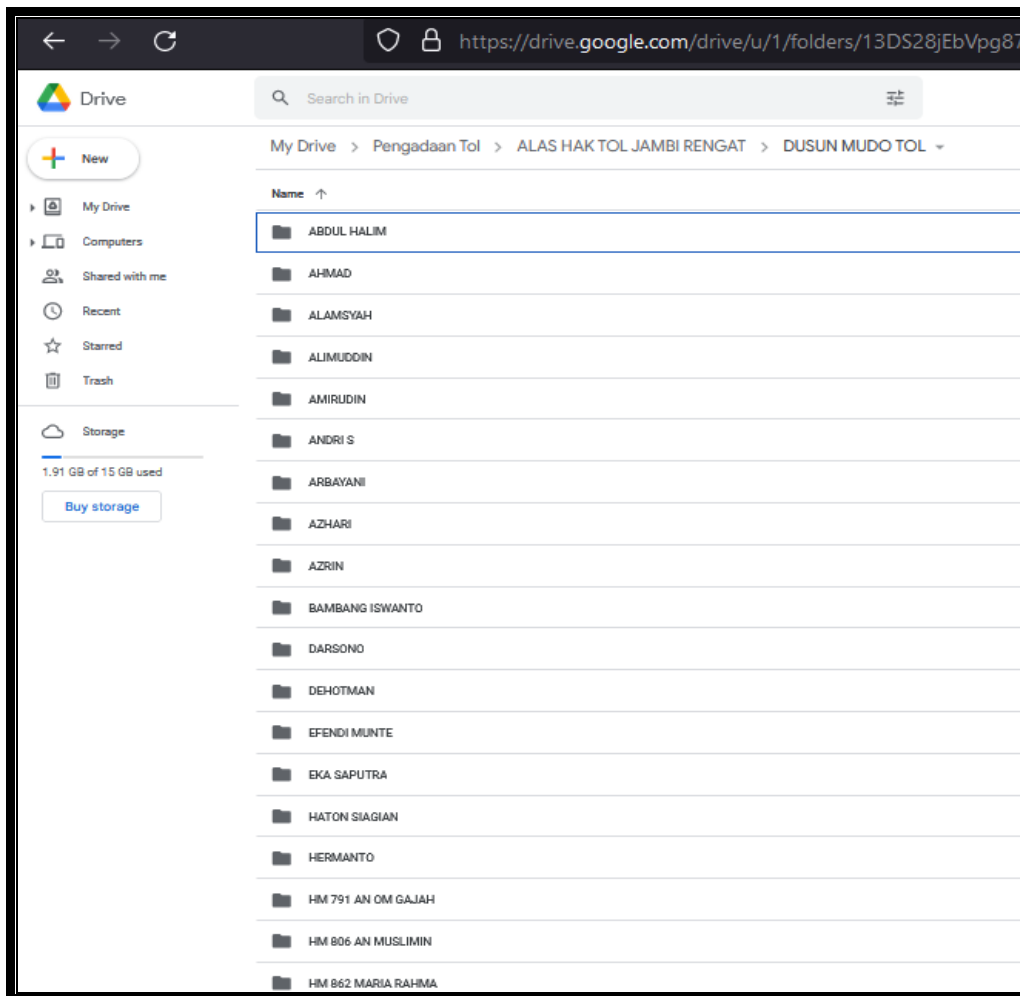 https://drive.google.com/drive/u/1/folders/13DS28jEbVpg87
Drive
Search in Drive
New
My Drive > Pengadaan Tol > ALAS HAK TOL JAMBI RENGAT > DUSUN MUDO TOL
My Drive
Computers
Shared with me
Recent
Starred
Trash
Storage
1.91 GB of 15 GB used
Buy storage
Name
ABDUL HALIM
AHMAD
ALAMSYAH
ALIMUDDIN
AMIRUDIN
ANDRI S
ARBAYANI
AZHARI
AZRIN
BAMBANG ISWANTO
DARSONO
DEHOTMAN
EFENDI MUNTE
EKA SAPUTRA
HATON SIAGIAN
HERMANTO
HM 791 AN OM GAJAH
HM 806 AN MUSLIMIN
HM 862 MARIA RAHMA